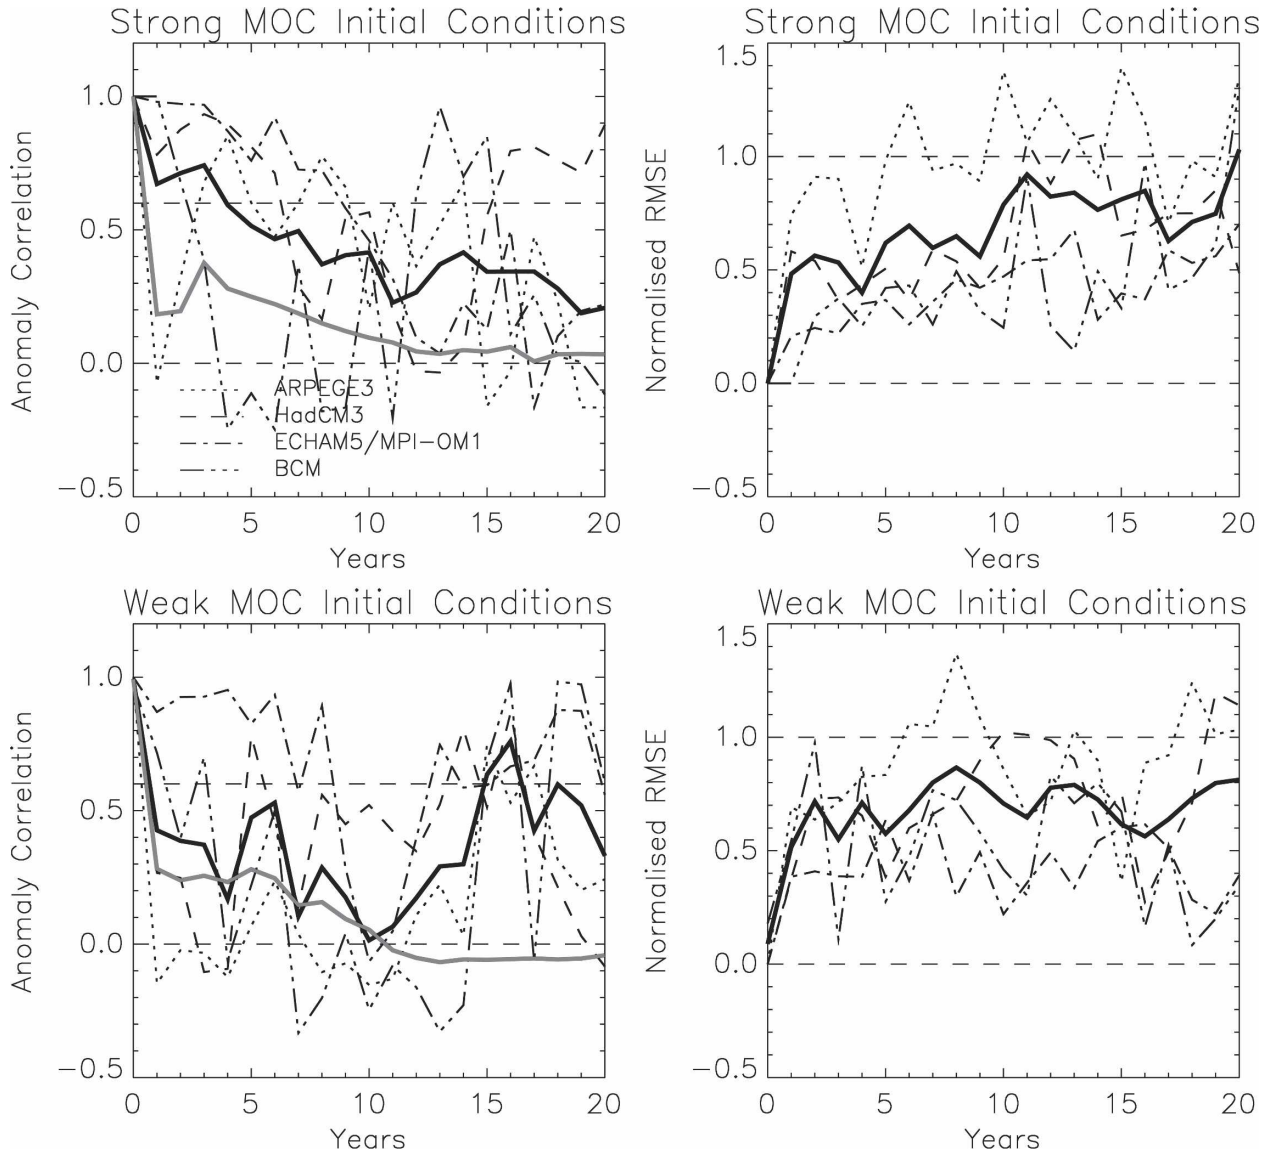 Strong MOC Initial Conditions
Anomaly Correlation
1.0
0.5
0.0
−0.5
ARPEGE3
HadCM3
ECHAM5/MPI−OM1
BCM
0 5 10 15 20
Years
Strong MOC Initial Conditions
Normalised RMSE
1.5
1.0
0.5
0.0
−0.5
0 5 10 15 20
Years
Weak MOC Initial Conditions
Anomaly Correlation
1.0
0.5
0.0
−0.5
0 5 10 15 20
Years
Weak MOC Initial Conditions
Normalised RMSE
1.5
1.0
0.5
0.0
−0.5
0 5 10 15 20
Years